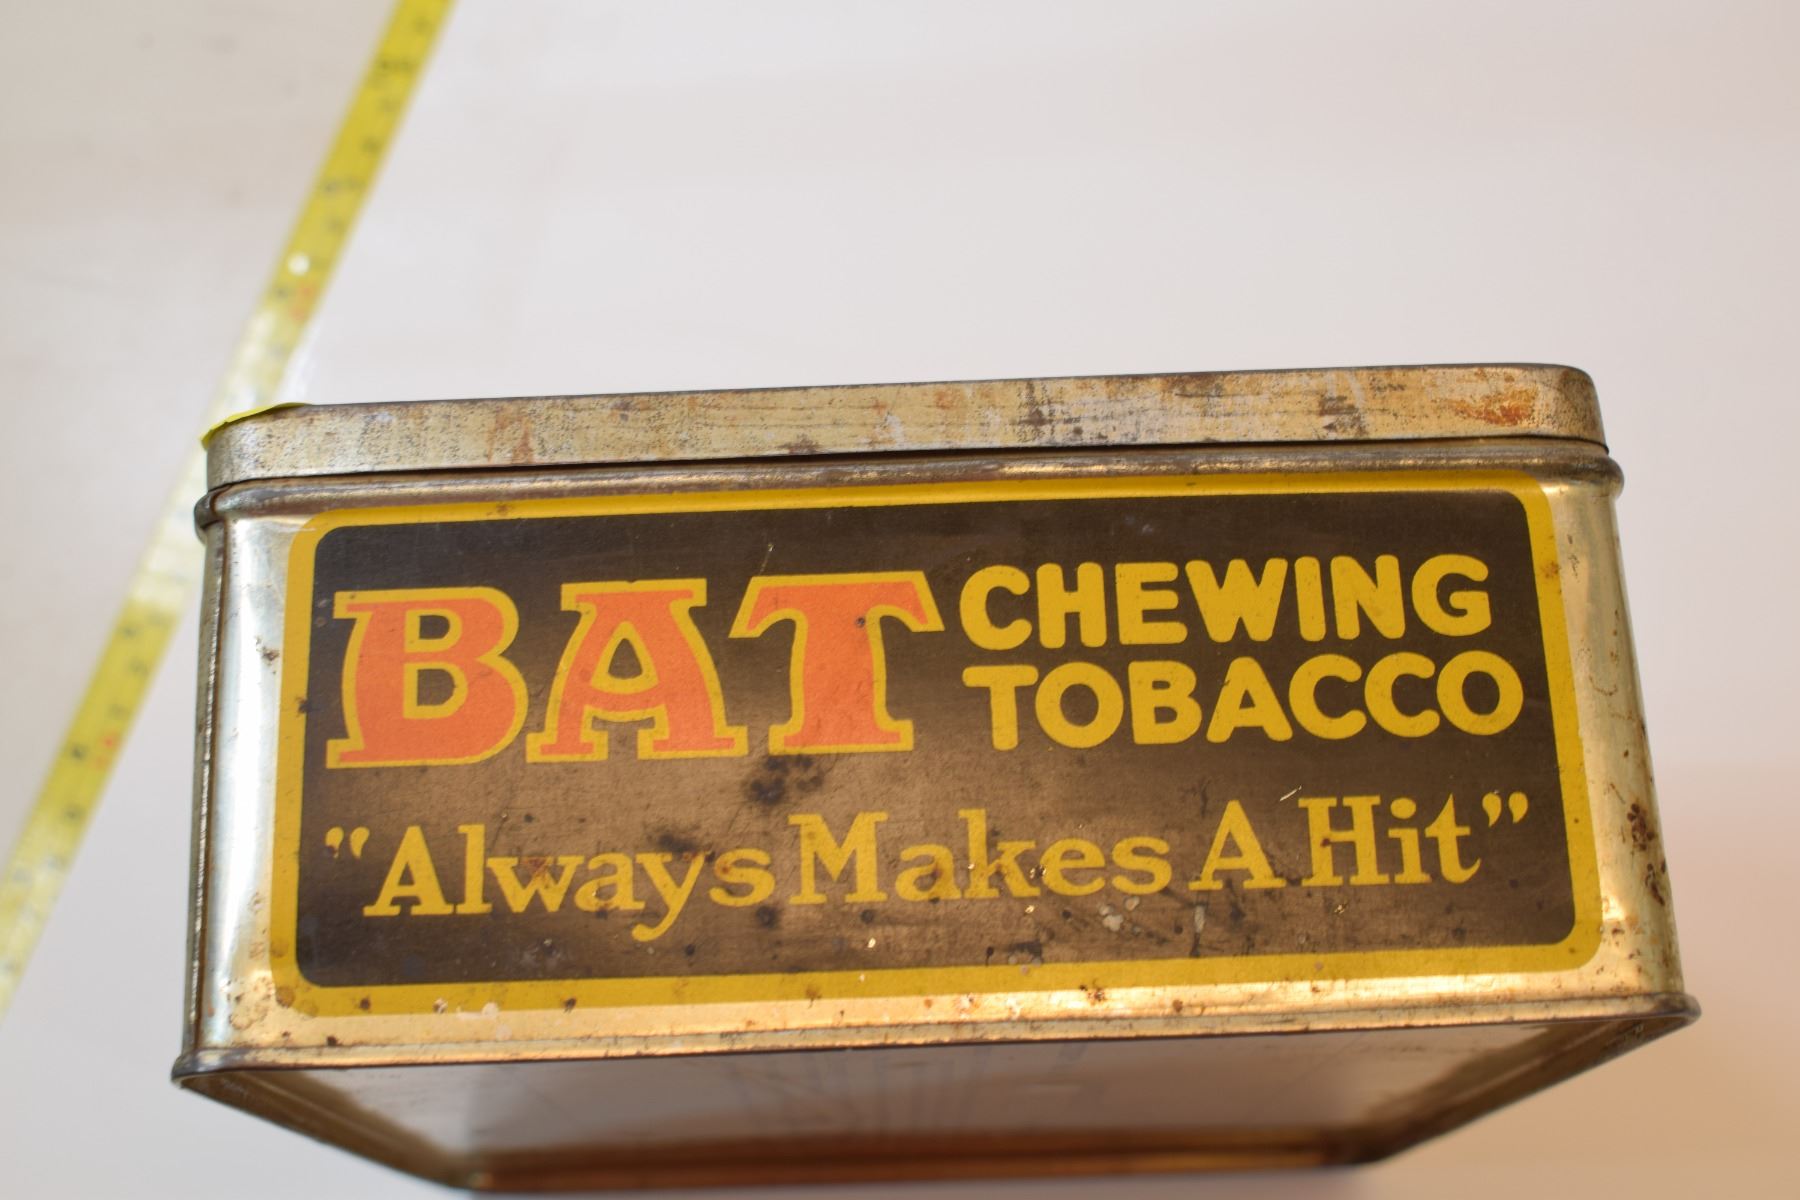 BAT CHEWING
TOBACCO
"Always Makes A Hit"